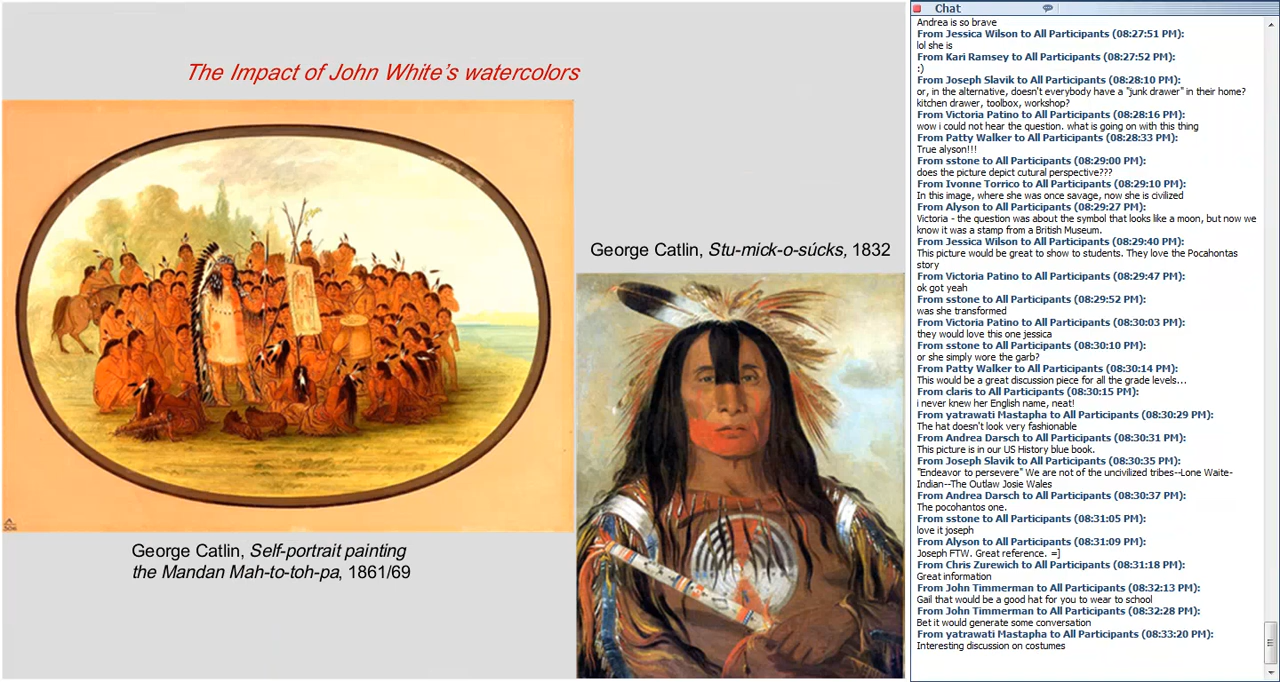 The Impact of John White's watercolors
George Catlin, Stu-mick-o-súcks, 1832
George Catlin, Self-portrait painting
the Mandan Mah-to-toh-pa, 1861/69
Chat
Andrea is so brave
From Jessica Wilson to All Participants (08:27:51 PM):
lol she is
From Kari Ramsey to All Participants (08:27:52 PM):
:)
From Joseph Slavik to All Participants (08:28:10 PM):
or, in the alternative, doesn't everybody have a "junk drawer" in their home?
kitchen drawer, toolbox, workshop?
From Victoria Patino to All Participants (08:28:16 PM):
wow i could not hear the question. what is going on with this thing
From Patty Walker to All Participants (08:28:33 PM):
True alyson!!!
From sstone to All Participants (08:29:00 PM):
does the picture depict cutural perspective???
From Ivonne Torrico to All Participants (08:29:10 PM):
In this image, where she was once savage, now she is civilized
From Alyson to All Participants (08:29:27 PM):
Victoria - the question was about the symbol that looks like a moon, but now we
know it was a stamp from a British Museum.
From Jessica Wilson to All Participants (08:29:40 PM):
This picture would be great to show to students. They love the Pocahontas
story
From Victoria Patino to All Participants (08:29:47 PM):
ok got yeah
From sstone to All Participants (08:29:52 PM):
was she transformed
From Victoria Patino to All Participants (08:30:03 PM):
they would love this one jessica
From sstone to All Participants (08:30:10 PM):
or she simply wore the garb?
From Patty Walker to All Participants (08:30:14 PM):
This would be a great discussion piece for all the grade levels...
From claris to All Participants (08:30:15 PM):
i never knew her English name, neat!
From yatrawati Mastapha to All Participants (08:30:29 PM):
The hat doesn't look very fashionable
From Andrea Darsch to All Participants (08:30:31 PM):
This picture is in our US History blue book.
From Joseph Slavik to All Participants (08:30:35 PM):
"Endeavor to persevere" We are not of the uncivilized tribes--Lone Waite-
Indian--The Outlaw Josie Wales
From Andrea Darsch to All Participants (08:30:37 PM):
The pocohantos one.
From sstone to All Participants (08:31:05 PM):
love it joseph
From Alyson to All Participants (08:31:09 PM):
Joseph FTW. Great reference. =]
From Chris Zurewich to All Participants (08:31:18 PM):
Great information
From John Timmerman to All Participants (08:32:13 PM):
Gail that would be a good hat for you to wear to school
From John Timmerman to All Participants (08:32:28 PM):
Bet it would generate some conversation
From yatrawati Mastapha to All Participants (08:33:20 PM):
Interesting discussion on costumes